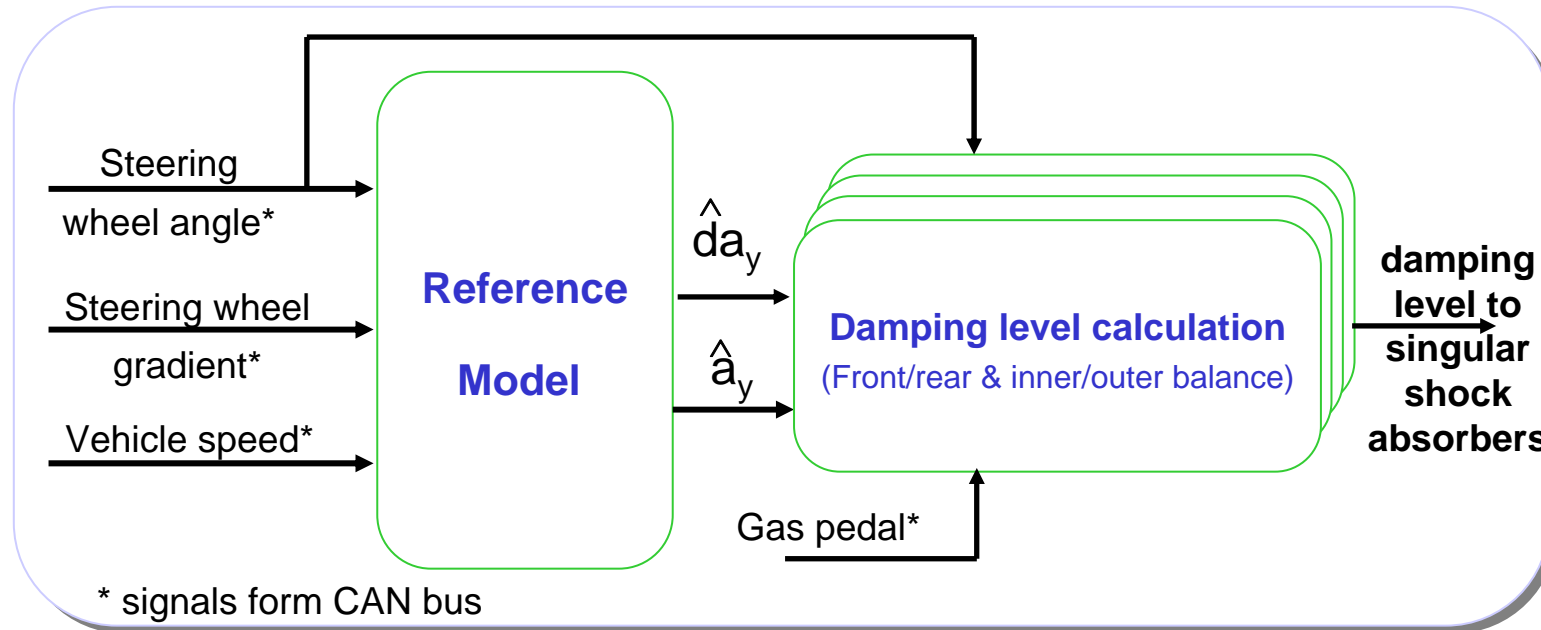 Steering
wheel angle*
Steering wheel
gradient*
Vehicle speed*
Reference
Model
d̂a_y
â_y
Damping level calculation
(Front/rear & inner/outer balance)
Gas pedal*
damping
level to
singular
shock
absorbers
* signals form CAN bus